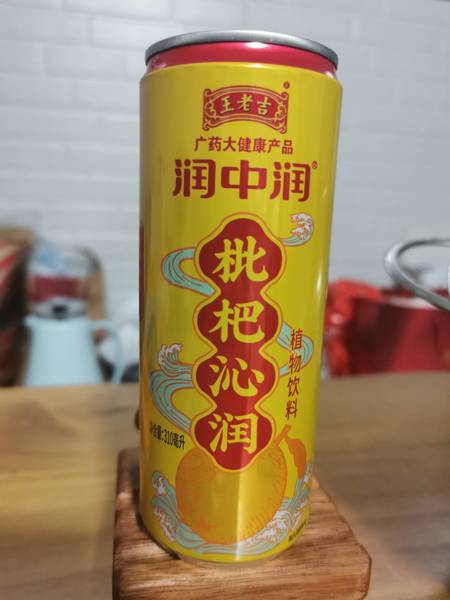 王老吉
广药大健康产品
润中润®
枇杷沁润
植物饮料
净含量:310毫升